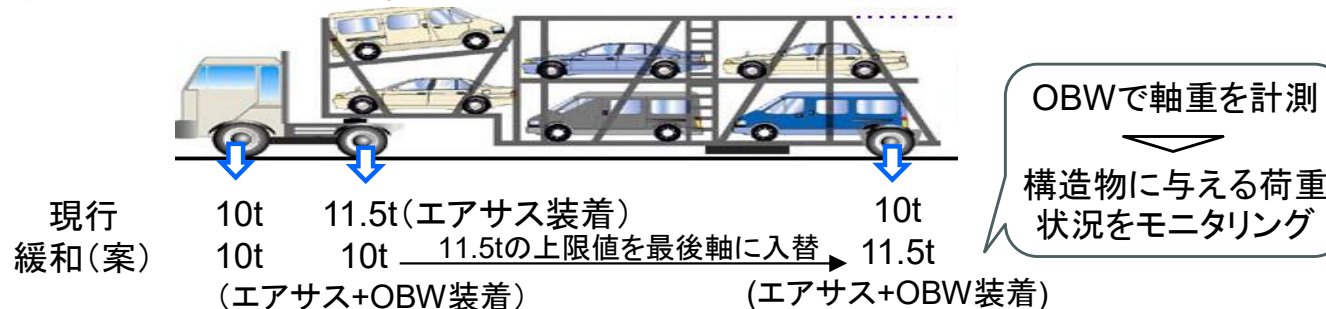 OBWで軸重を計測
構造物に与える荷重
状況をモニタリング
現行 10t 11.5t(エアサス装着) 10t
緩和(案) 10t 10t 11.5tの上限値を最後軸に入替 11.5t
(エアサス+OBW装着) (エアサス+OBW装着)